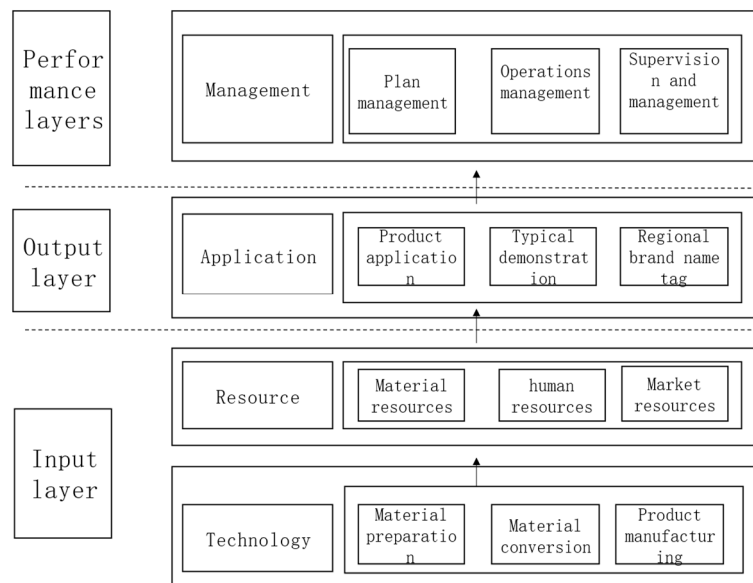 Perfor
mance
layers
Management
Plan
management
Operations
management
Supervisio
n and
management
Output
layer
Application
Product
applicatio
n
Typical
demonstrat
ion
Regional
brand name
tag
Input
layer
Resource
Material
resources
human
resources
Market
resources
Technology
Material
preparatio
n
Material
conversion
Product
manufactur
ing